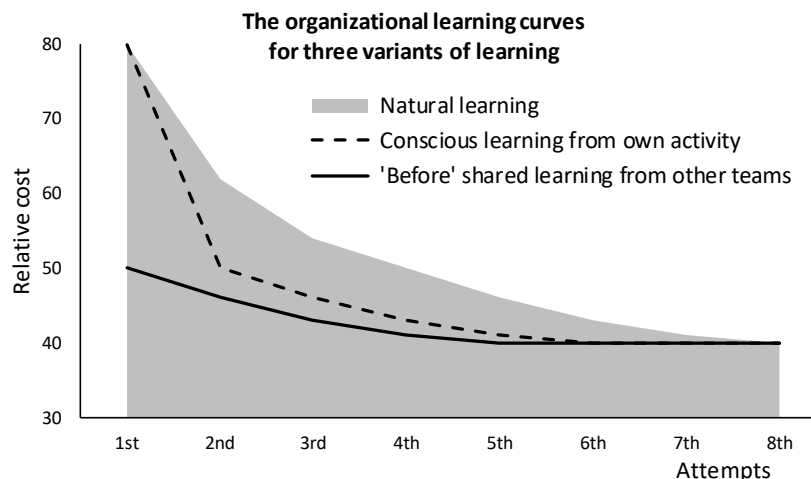 The organizational learning curves
for three variants of learning
Natural learning
Conscious learning from own activity
'Before' shared learning from other teams
Relative cost
80
70
60
50
40
30
1st 2nd 3rd 4th 5th 6th 7th 8th
Attempts